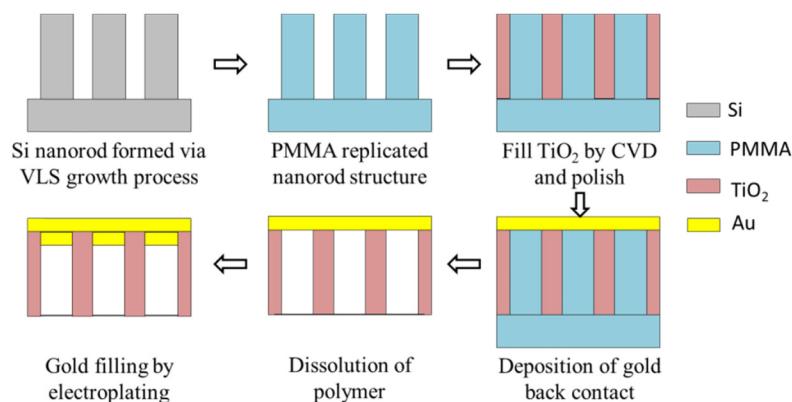 Si nanorod formed via
VLS growth process
PMMA replicated
nanorod structure
Fill TiO₂ by CVD
and polish
Si
PMMA
TiO₂
Au
Gold filling by
electroplating
Dissolution of
polymer
Deposition of gold
back contact